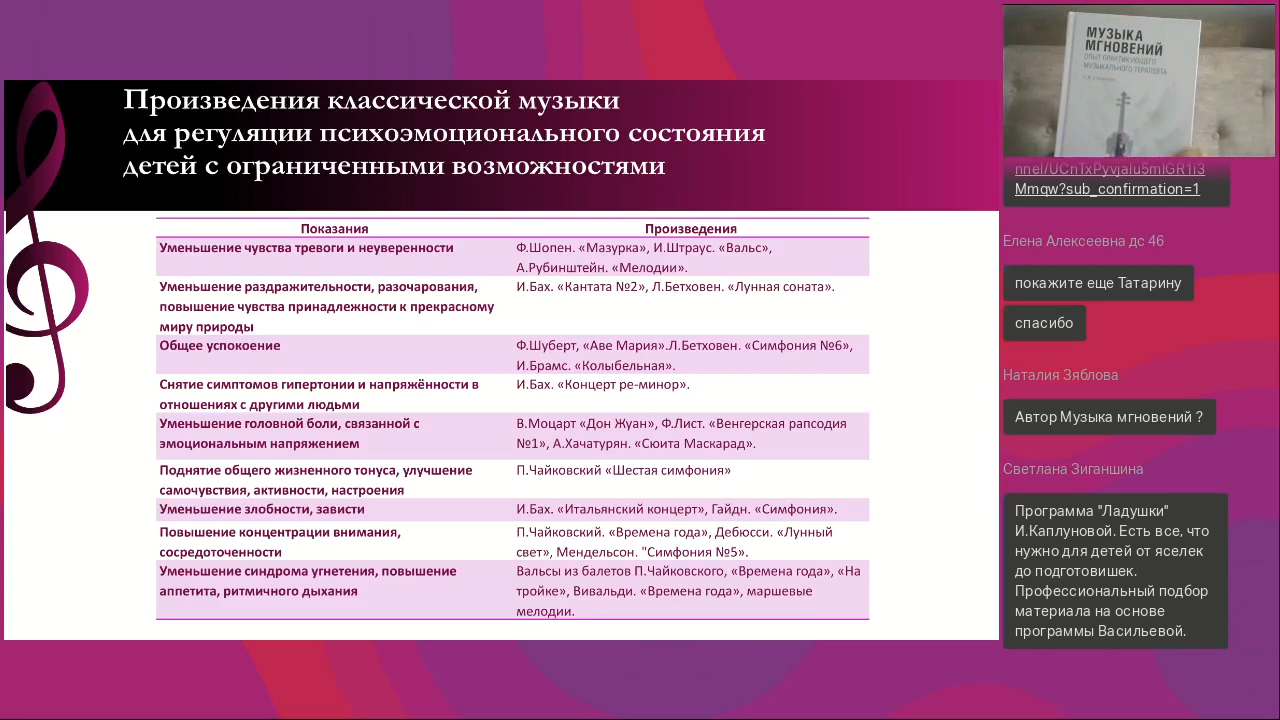 Произведения классической музыки
для регуляции психоэмоционального состояния
детей с ограниченными возможностями
Показания
Произведения
Уменьшение чувства тревоги и неуверенности
Ф.Шопен. «Мазурка», И.Штраус. «Вальс»,
А.Рубинштейн. «Мелодии».
Уменьшение раздражительности, разочарования,
повышение чувства принадлежности к прекрасному
миру природы
И.Бах. «Кантата №2», Л.Бетховен. «Лунная соната».
Общее успокоение
Ф.Шуберт, «Аве Мария».Л.Бетховен. «Симфония №6»,
И.Брамс. «Колыбельная».
Снятие симптомов гипертонии и напряжённости в
отношениях с другими людьми
И.Бах. «Концерт ре-минор».
Уменьшение головной боли, связанной с
эмоциональным напряжением
В.Моцарт «Дон Жуан», Ф.Лист. «Венгерская рапсодия
№1», А.Хачатурян. «Сюита Маскарад».
Поднятие общего жизненного тонуса, улучшение
самочувствия, активности, настроения
П.Чайковский «Шестая симфония»
Уменьшение злобности, зависти
И.Бах. «Итальянский концерт», Гайдн. «Симфония».
Повышение концентрации внимания,
сосредоточенности
П.Чайковский. «Времена года», Дебюсси. «Лунный
свет», Мендельсон. "Симфония №5».
Уменьшение синдрома угнетения, повышение
аппетита, ритмичного дыхания
Вальсы из балетов П.Чайковского, «Времена года», «На
тройке», Вивальди. «Времена года», маршевые
мелодии.
МУЗЫКА
МГНОВЕНИЙ
ОПЫТ ПРАКТИКУЮЩЕГО
МУЗЫКАЛЬНОГО ТЕРАПЕВТА
Mmqw?sub_confirmation=1
Елена Алексеевна дс 46
покажите еще Татарину
спасибо
Наталия Зяблова
Автор Музыка мгновений ?
Светлана Зиганшина
Программа "Ладушки"
И.Каплуновой. Есть все, что
нужно для детей от яселек
до подготовишек.
Профессиональный подбор
материала на основе
программы Васильевой.